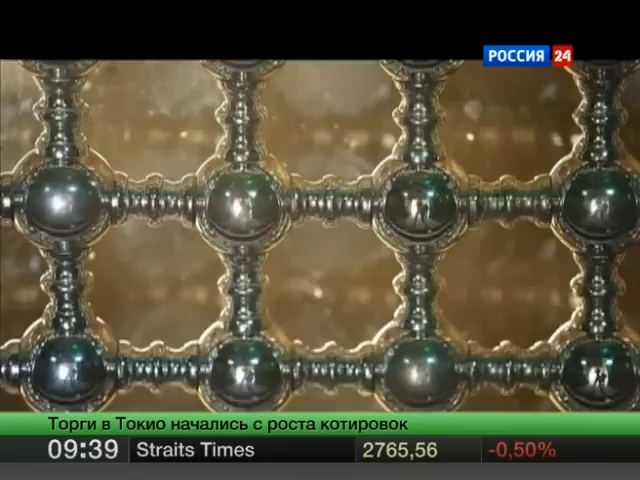 РОССИЯ 24
Торги в Токио начались с роста котировок
09:39 Straits Times 2765,56 -0,50%